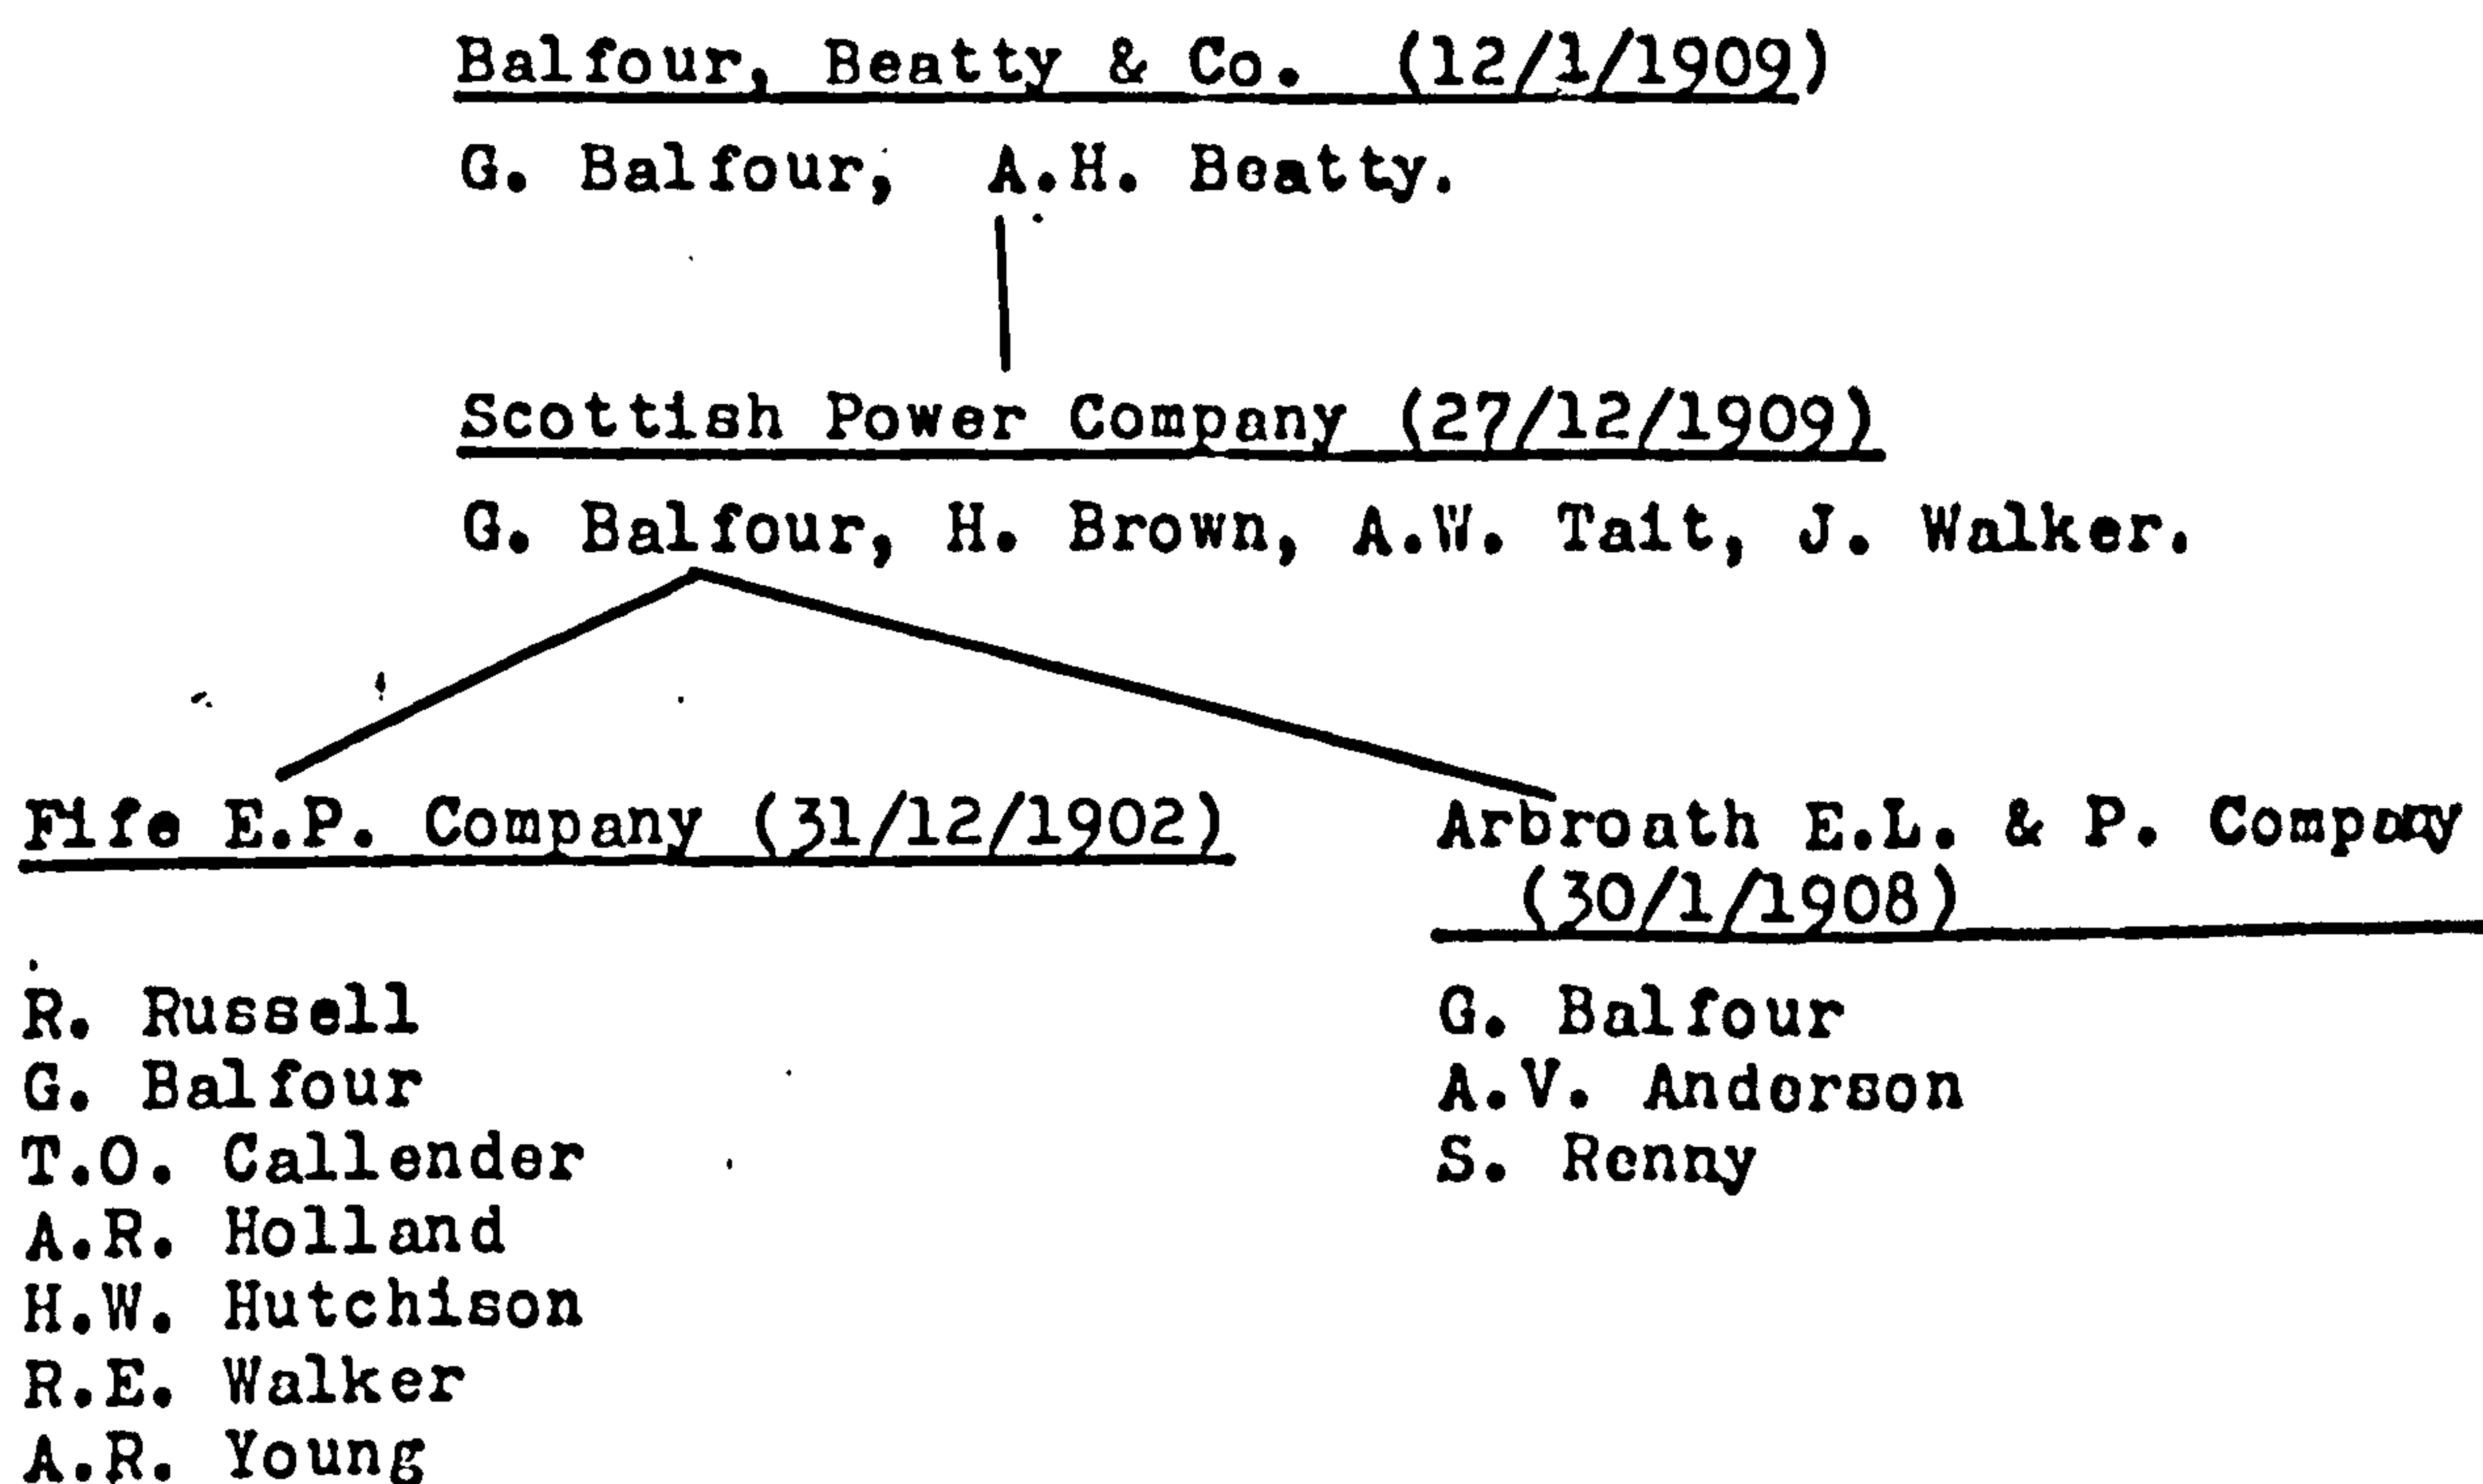 Balfour, Beatty & Co. (12/1/1909)
G. Balfour, A.H. Beatty.
Scottish Power Company (27/12/1909)
G. Balfour, H. Brown, A.W. Tait, J. Walker.
Fife E.P. Company (31/12/1902)
Arbroath E.L. & P. Company
(30/1/1908)
R. Russell
G. Balfour
T.O. Callender
A.R. Holland
H.W. Hutchison
R.E. Walker
A.R. Young
G. Balfour
A.V. Anderson
S. Renny